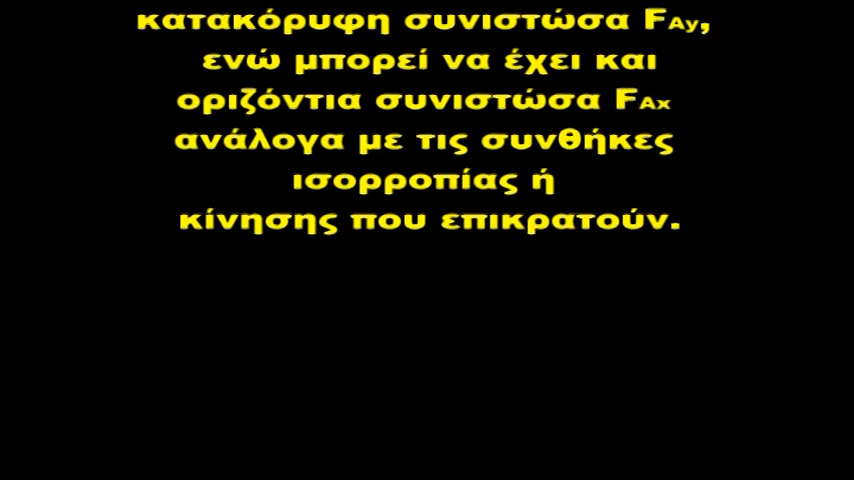 κατακόρυφη συνιστώσα FAy,
ενώ μπορεί να έχει και
οριζόντια συνιστώσα FAx
ανάλογα με τις συνθήκες
ισορροπίας ή
κίνησης που επικρατούν.